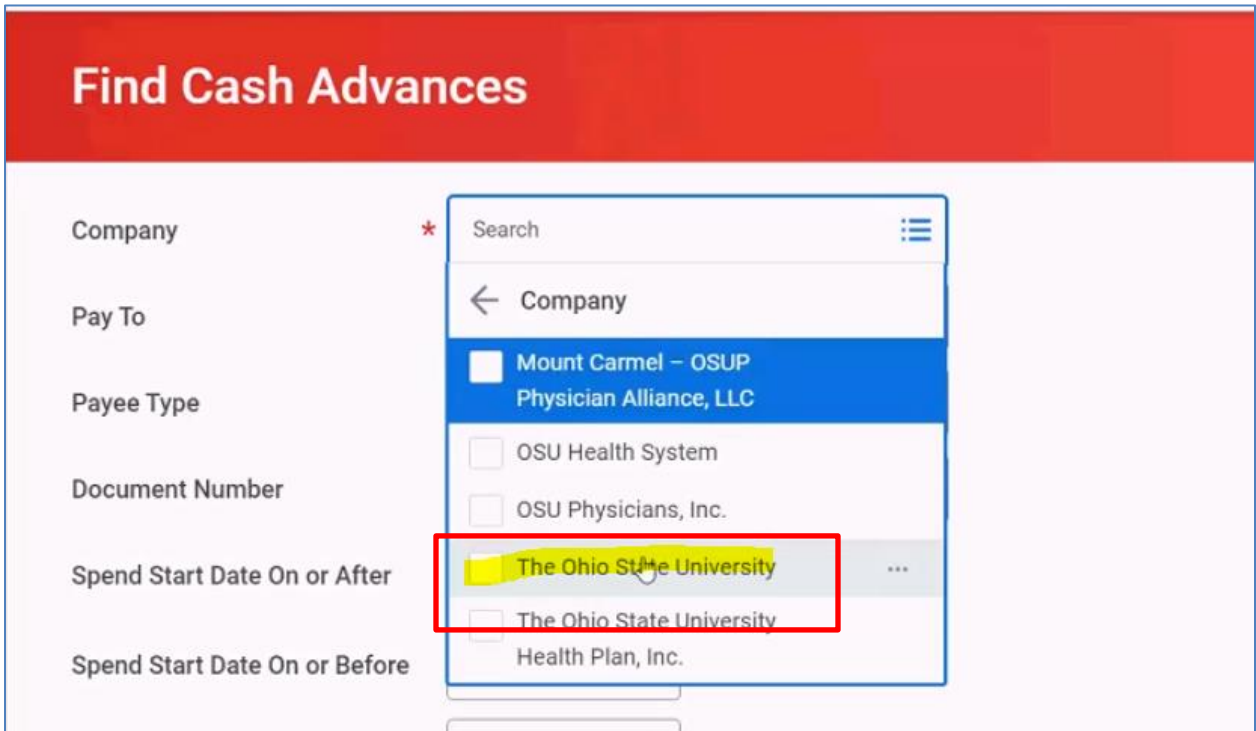 Find Cash Advances
Company *
Search
Company
Pay To
Mount Carmel – OSUP
Physician Alliance, LLC
Payee Type
OSU Health System
Document Number
OSU Physicians, Inc.
The Ohio State University
Spend Start Date On or After
The Ohio State University
Health Plan, Inc.
Spend Start Date On or Before